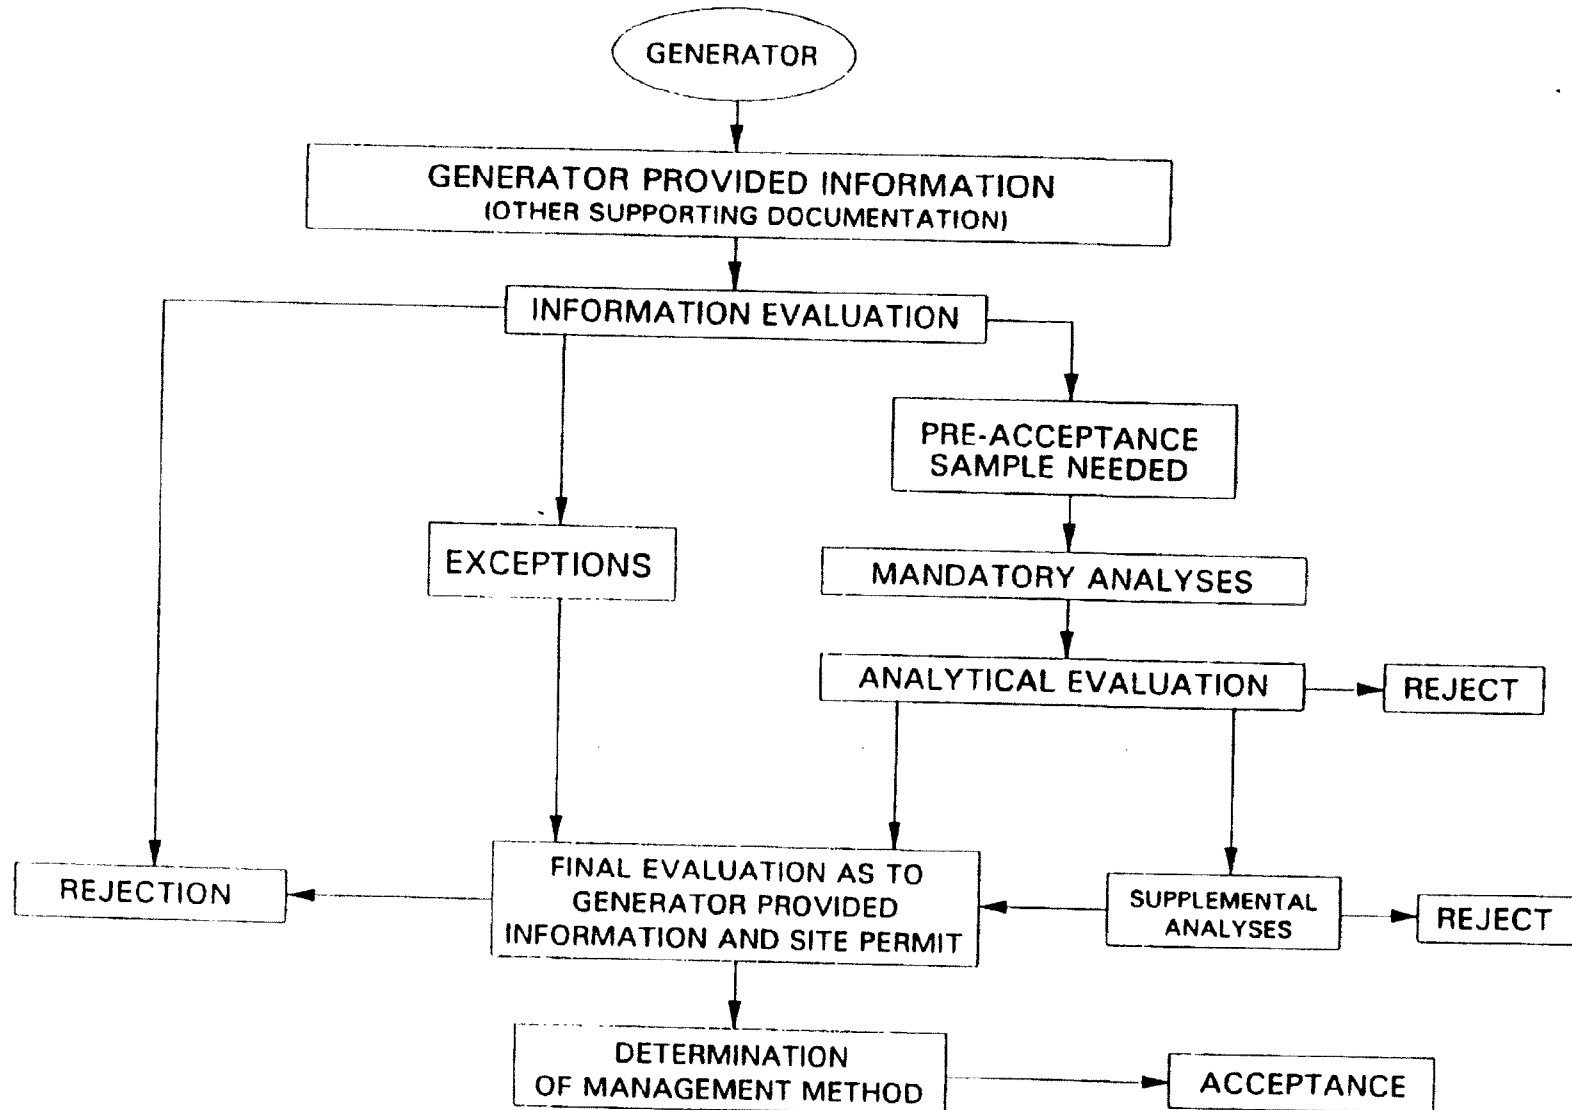 GENERATOR
GENERATOR PROVIDED INFORMATION
(OTHER SUPPORTING DOCUMENTATION)
INFORMATION EVALUATION
PRE-ACCEPTANCE
SAMPLE NEEDED
EXCEPTIONS
MANDATORY ANALYSES
ANALYTICAL EVALUATION
REJECT
FINAL EVALUATION AS TO
GENERATOR PROVIDED
INFORMATION AND SITE PERMIT
REJECTION
SUPPLEMENTAL
ANALYSES
REJECT
DETERMINATION
OF MANAGEMENT METHOD
ACCEPTANCE